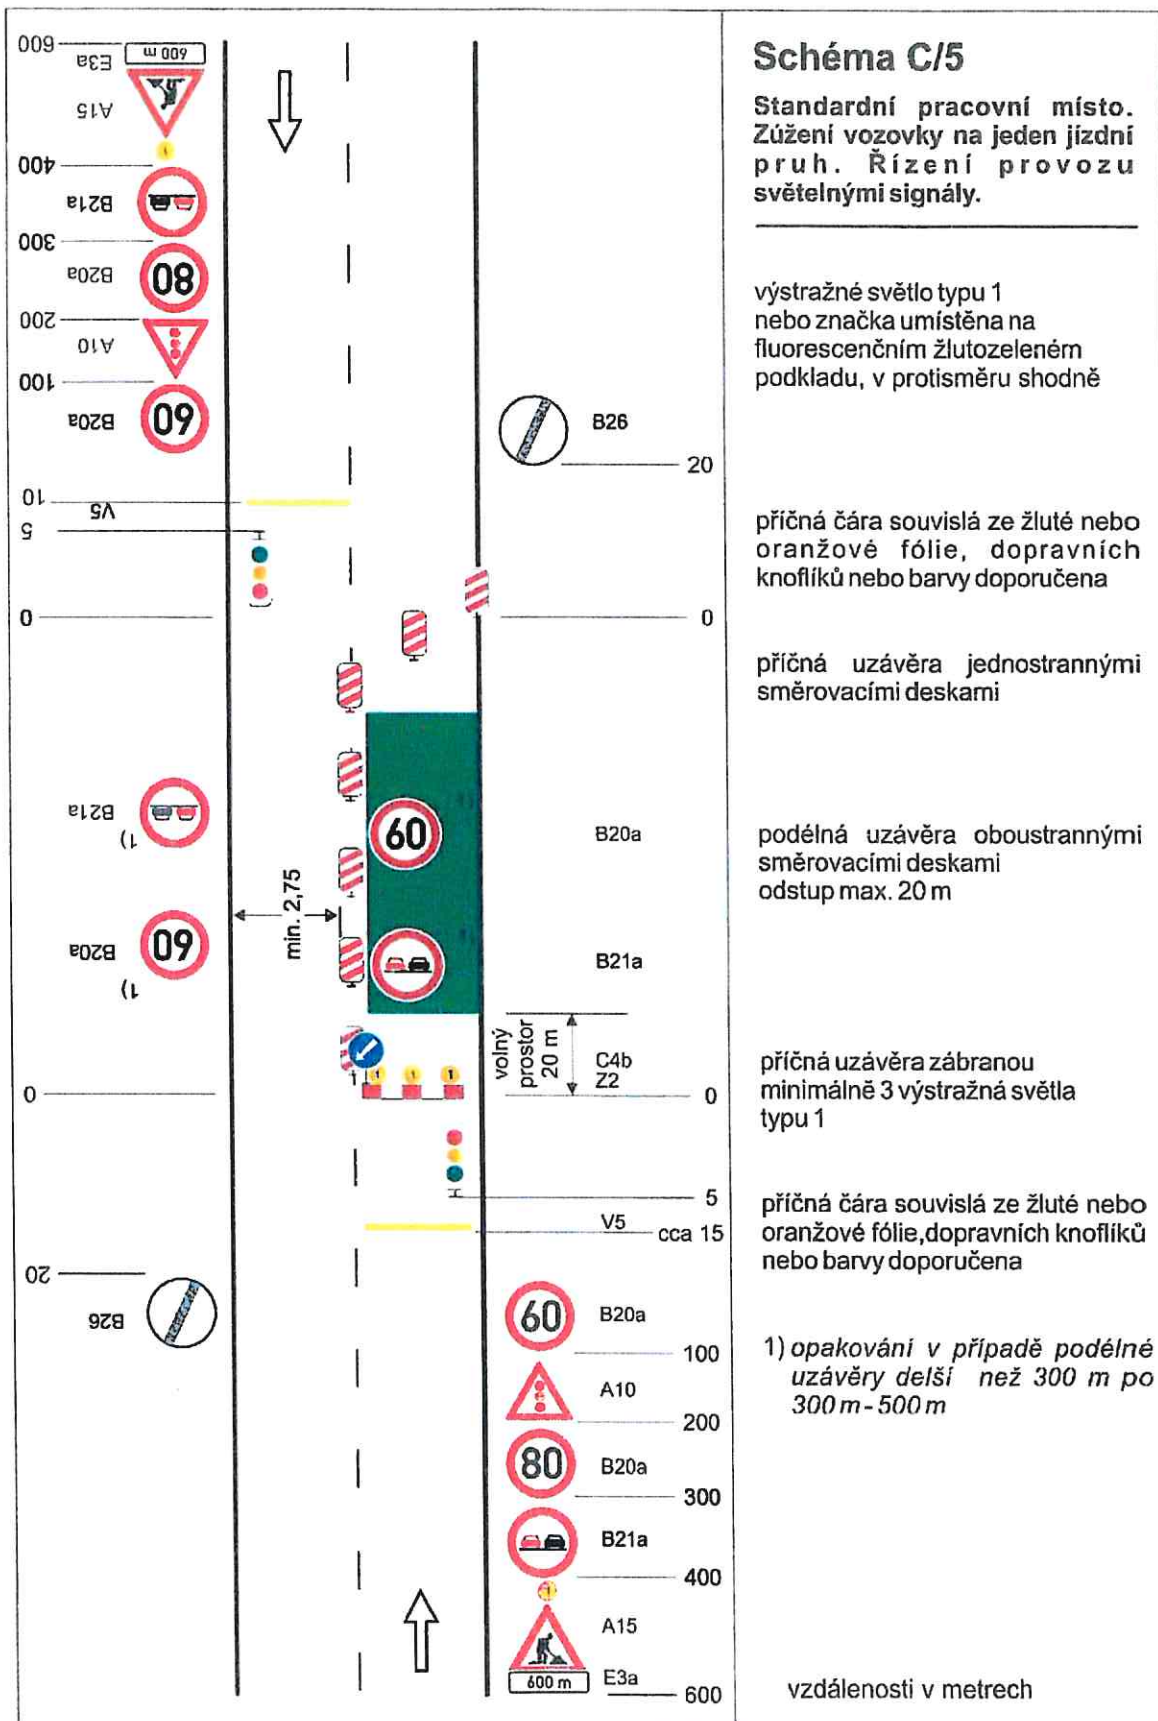 Schéma C/5
Standardní pracovní místo.
Zúžení vozovky na jeden jízdní
pruh. Řízení provozu
světelnými signály.
výstražné světlo typu 1
nebo značka umístěna na
fluorescenčním žlutozeleném
podkladu, v protisměru shodně
příčná čára souvislá ze žluté nebo
oranžové fólie, dopravních
knoflíků nebo barvy doporučena
příčná uzávěra jednostrannými
směrovacími deskami
podélná uzávěra oboustrannými
směrovacími deskami
odstup max. 20 m
příčná uzávěra zábranou
minimálně 3 výstražná světla
typu 1
příčná čára souvislá ze žluté nebo
oranžové fólie,dopravních knoflíků
nebo barvy doporučena
1) opakování v případě podélné
uzávěry delší než 300 m po
300 m - 500 m
vzdálenosti v metrech
600
600 m
E3a
A15
1
400
B21a
300
B20a
80
200
A10
100
B20a
60
10
V5
5
0
B21a
1)
B20a
60
1)
0
20
B26
min. 2,75
B26
20
0
60
B20a
B21a
volný
prostor
20 m
C4b
Z2
1 1 1
0
5
V5
cca 15
60
B20a
100
A10
200
80
B20a
300
B21a
400
1
A15
600 m
E3a
600